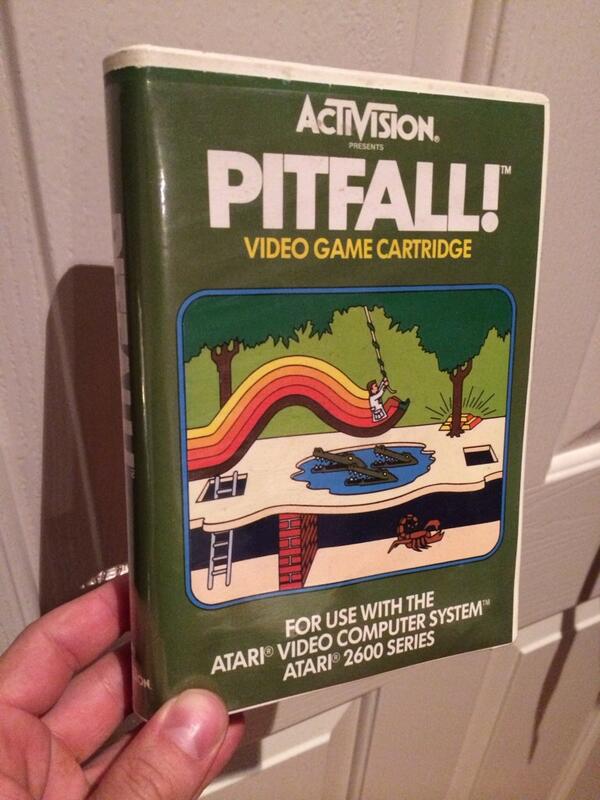 ACTIVISION®
PRESENTS
PITFALL!™
VIDEO GAME CARTRIDGE
FOR USE WITH THE
ATARI® VIDEO COMPUTER SYSTEM™
ATARI® 2600 SERIES